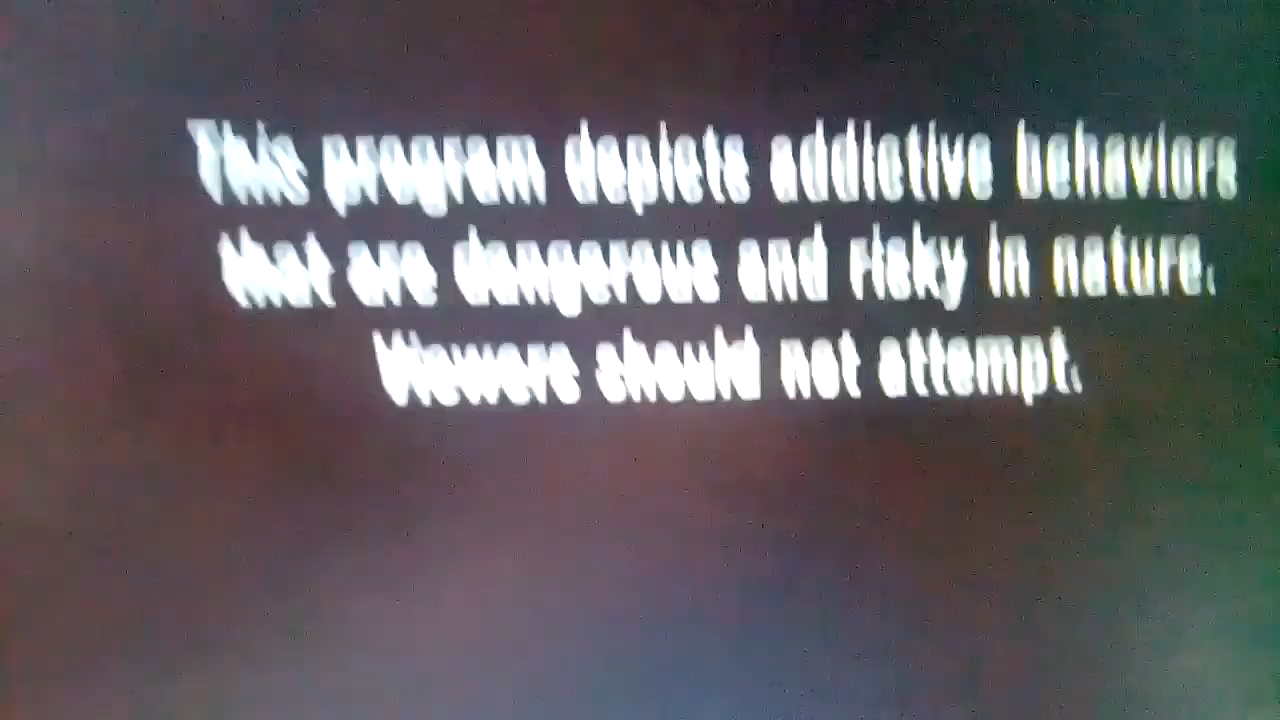 This program depicts addictive behaviors
that are dangerous and risky in nature.
Viewers should not attempt.